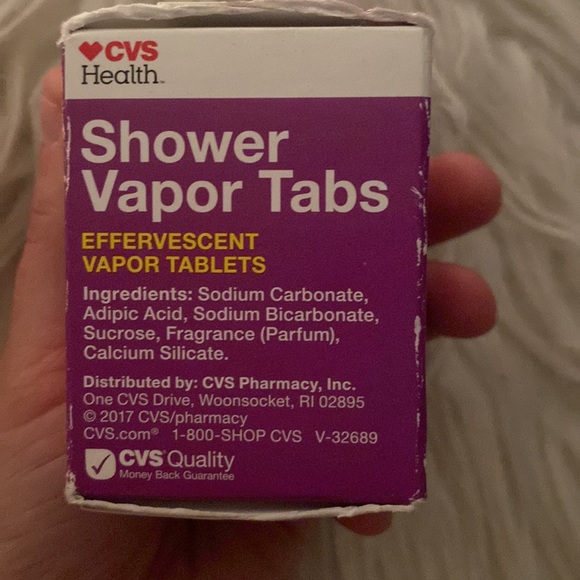 CVS
Health™
Shower
Vapor Tabs
EFFERVESCENT
VAPOR TABLETS
Ingredients: Sodium Carbonate,
Adipic Acid, Sodium Bicarbonate,
Sucrose, Fragrance (Parfum),
Calcium Silicate.
Distributed by: CVS Pharmacy, Inc.
One CVS Drive, Woonsocket, RI 02895
© 2017 CVS/pharmacy
CVS.com® 1-800-SHOP CVS V-32689
CVS® Quality
Money Back Guarantee